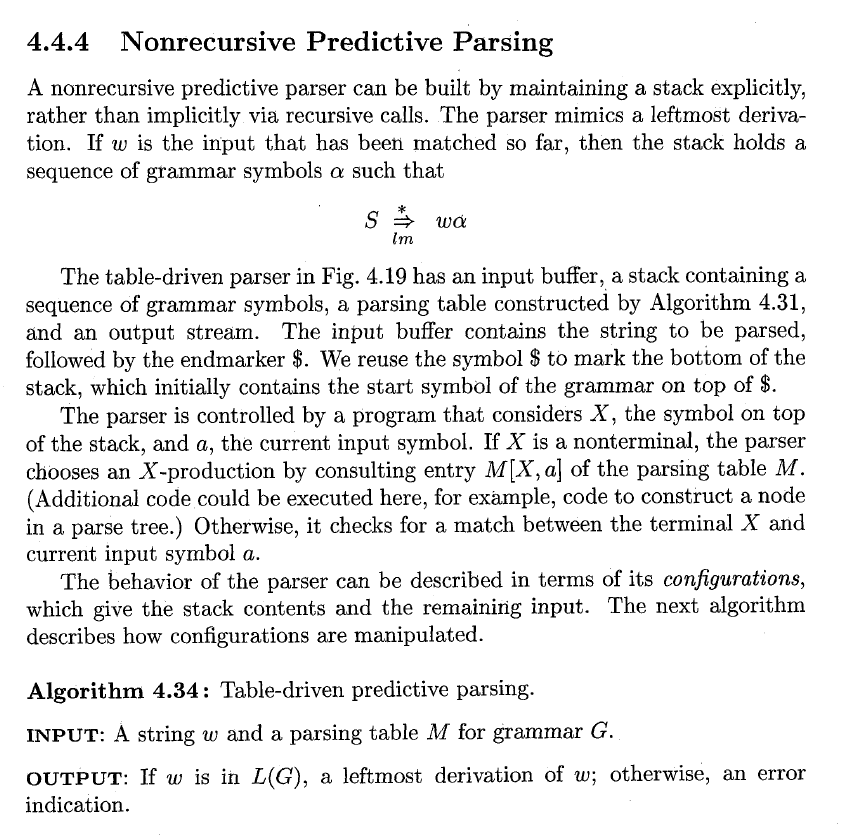 4.4.4 Nonrecursive Predictive Parsing
A nonrecursive predictive parser can be built by maintaining a stack explicitly,
rather than implicitly via recursive calls. The parser mimics a leftmost deriva-
tion. If w is the input that has been matched so far, then the stack holds a
sequence of grammar symbols α such that
S *⇒lm wα
The table-driven parser in Fig. 4.19 has an input buffer, a stack containing a
sequence of grammar symbols, a parsing table constructed by Algorithm 4.31,
and an output stream. The input buffer contains the string to be parsed,
followed by the endmarker $. We reuse the symbol $ to mark the bottom of the
stack, which initially contains the start symbol of the grammar on top of $.
The parser is controlled by a program that considers X, the symbol on top
of the stack, and a, the current input symbol. If X is a nonterminal, the parser
chooses an X-production by consulting entry M[X, a] of the parsing table M.
(Additional code could be executed here, for example, code to construct a node
in a parse tree.) Otherwise, it checks for a match between the terminal X and
current input symbol a.
The behavior of the parser can be described in terms of its configurations,
which give the stack contents and the remaining input. The next algorithm
describes how configurations are manipulated.
Algorithm 4.34: Table-driven predictive parsing.
INPUT: A string w and a parsing table M for grammar G.
OUTPUT: If w is in L(G), a leftmost derivation of w; otherwise, an error
indication.